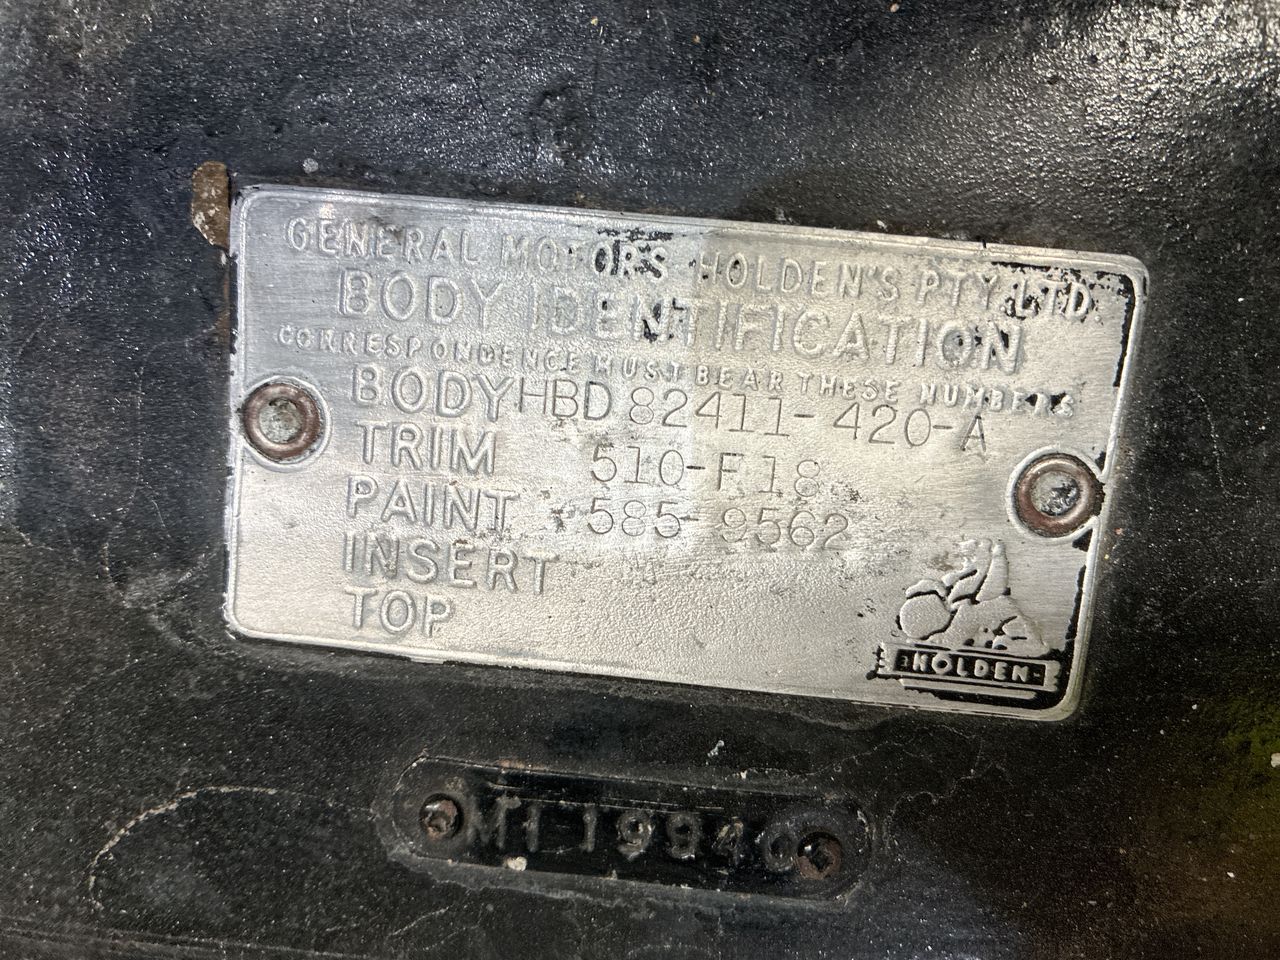 GENERAL MOTORS-HOLDEN'S PTY. LTD.
BODY IDENTIFICATION
CORRESPONDENCE MUST BEAR THESE NUMBERS
BODY HBD 82411-420-A
TRIM 510-F18
PAINT 585-9562
INSERT
TOP
HOLDEN